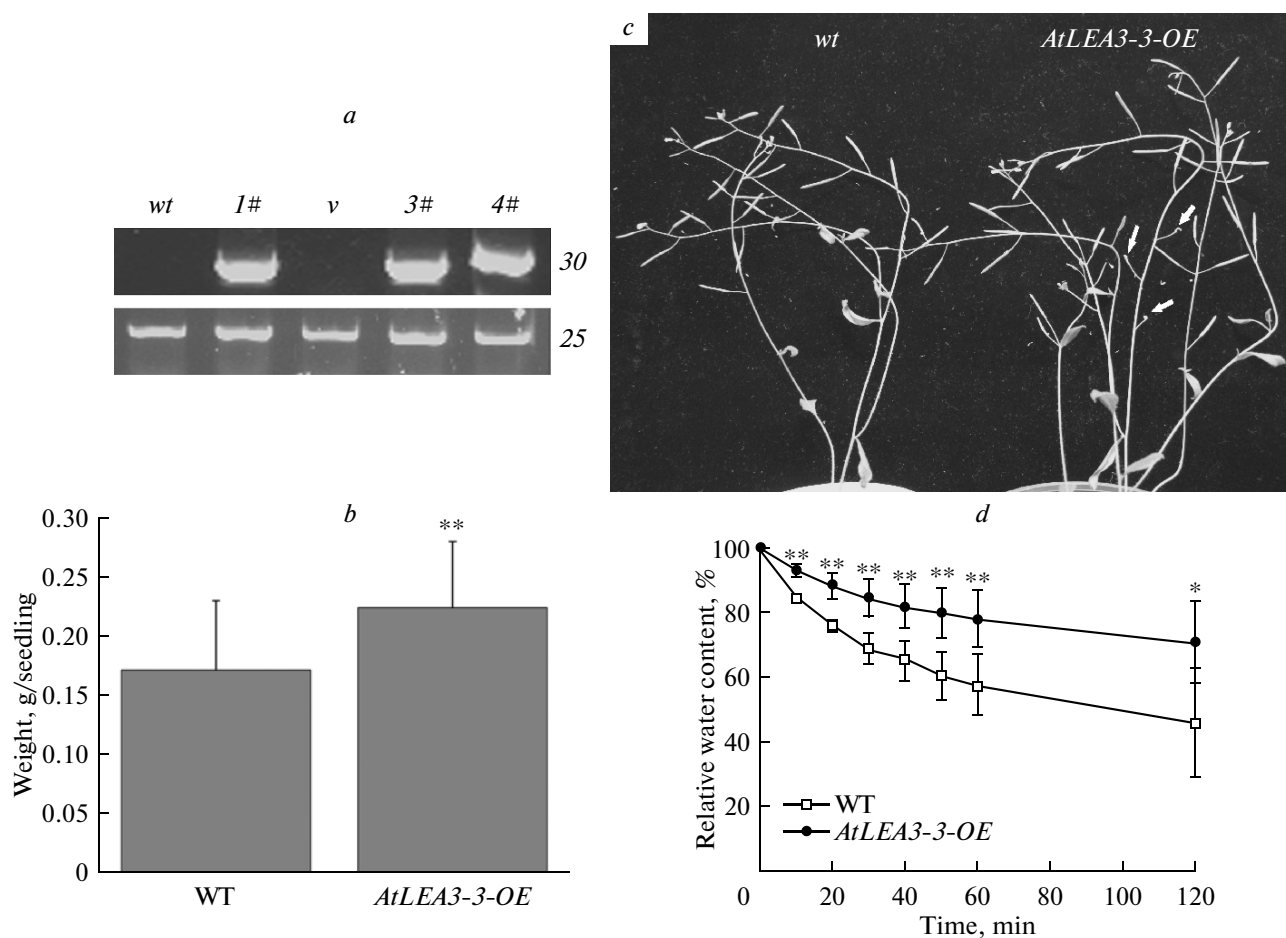 a
wt 1# v 3# 4#
30
25
c
wt AtLEA3-3-OE
b
0.30
0.25
0.20
0.15
0.10
0.05
0
Weight, g/seedling
**
WT AtLEA3-3-OE
d
100
80
60
40
20
0
Relative water content, %
** ** ** ** ** ** *
WT
AtLEA3-3-OE
20 40 60 80 100 120
Time, min